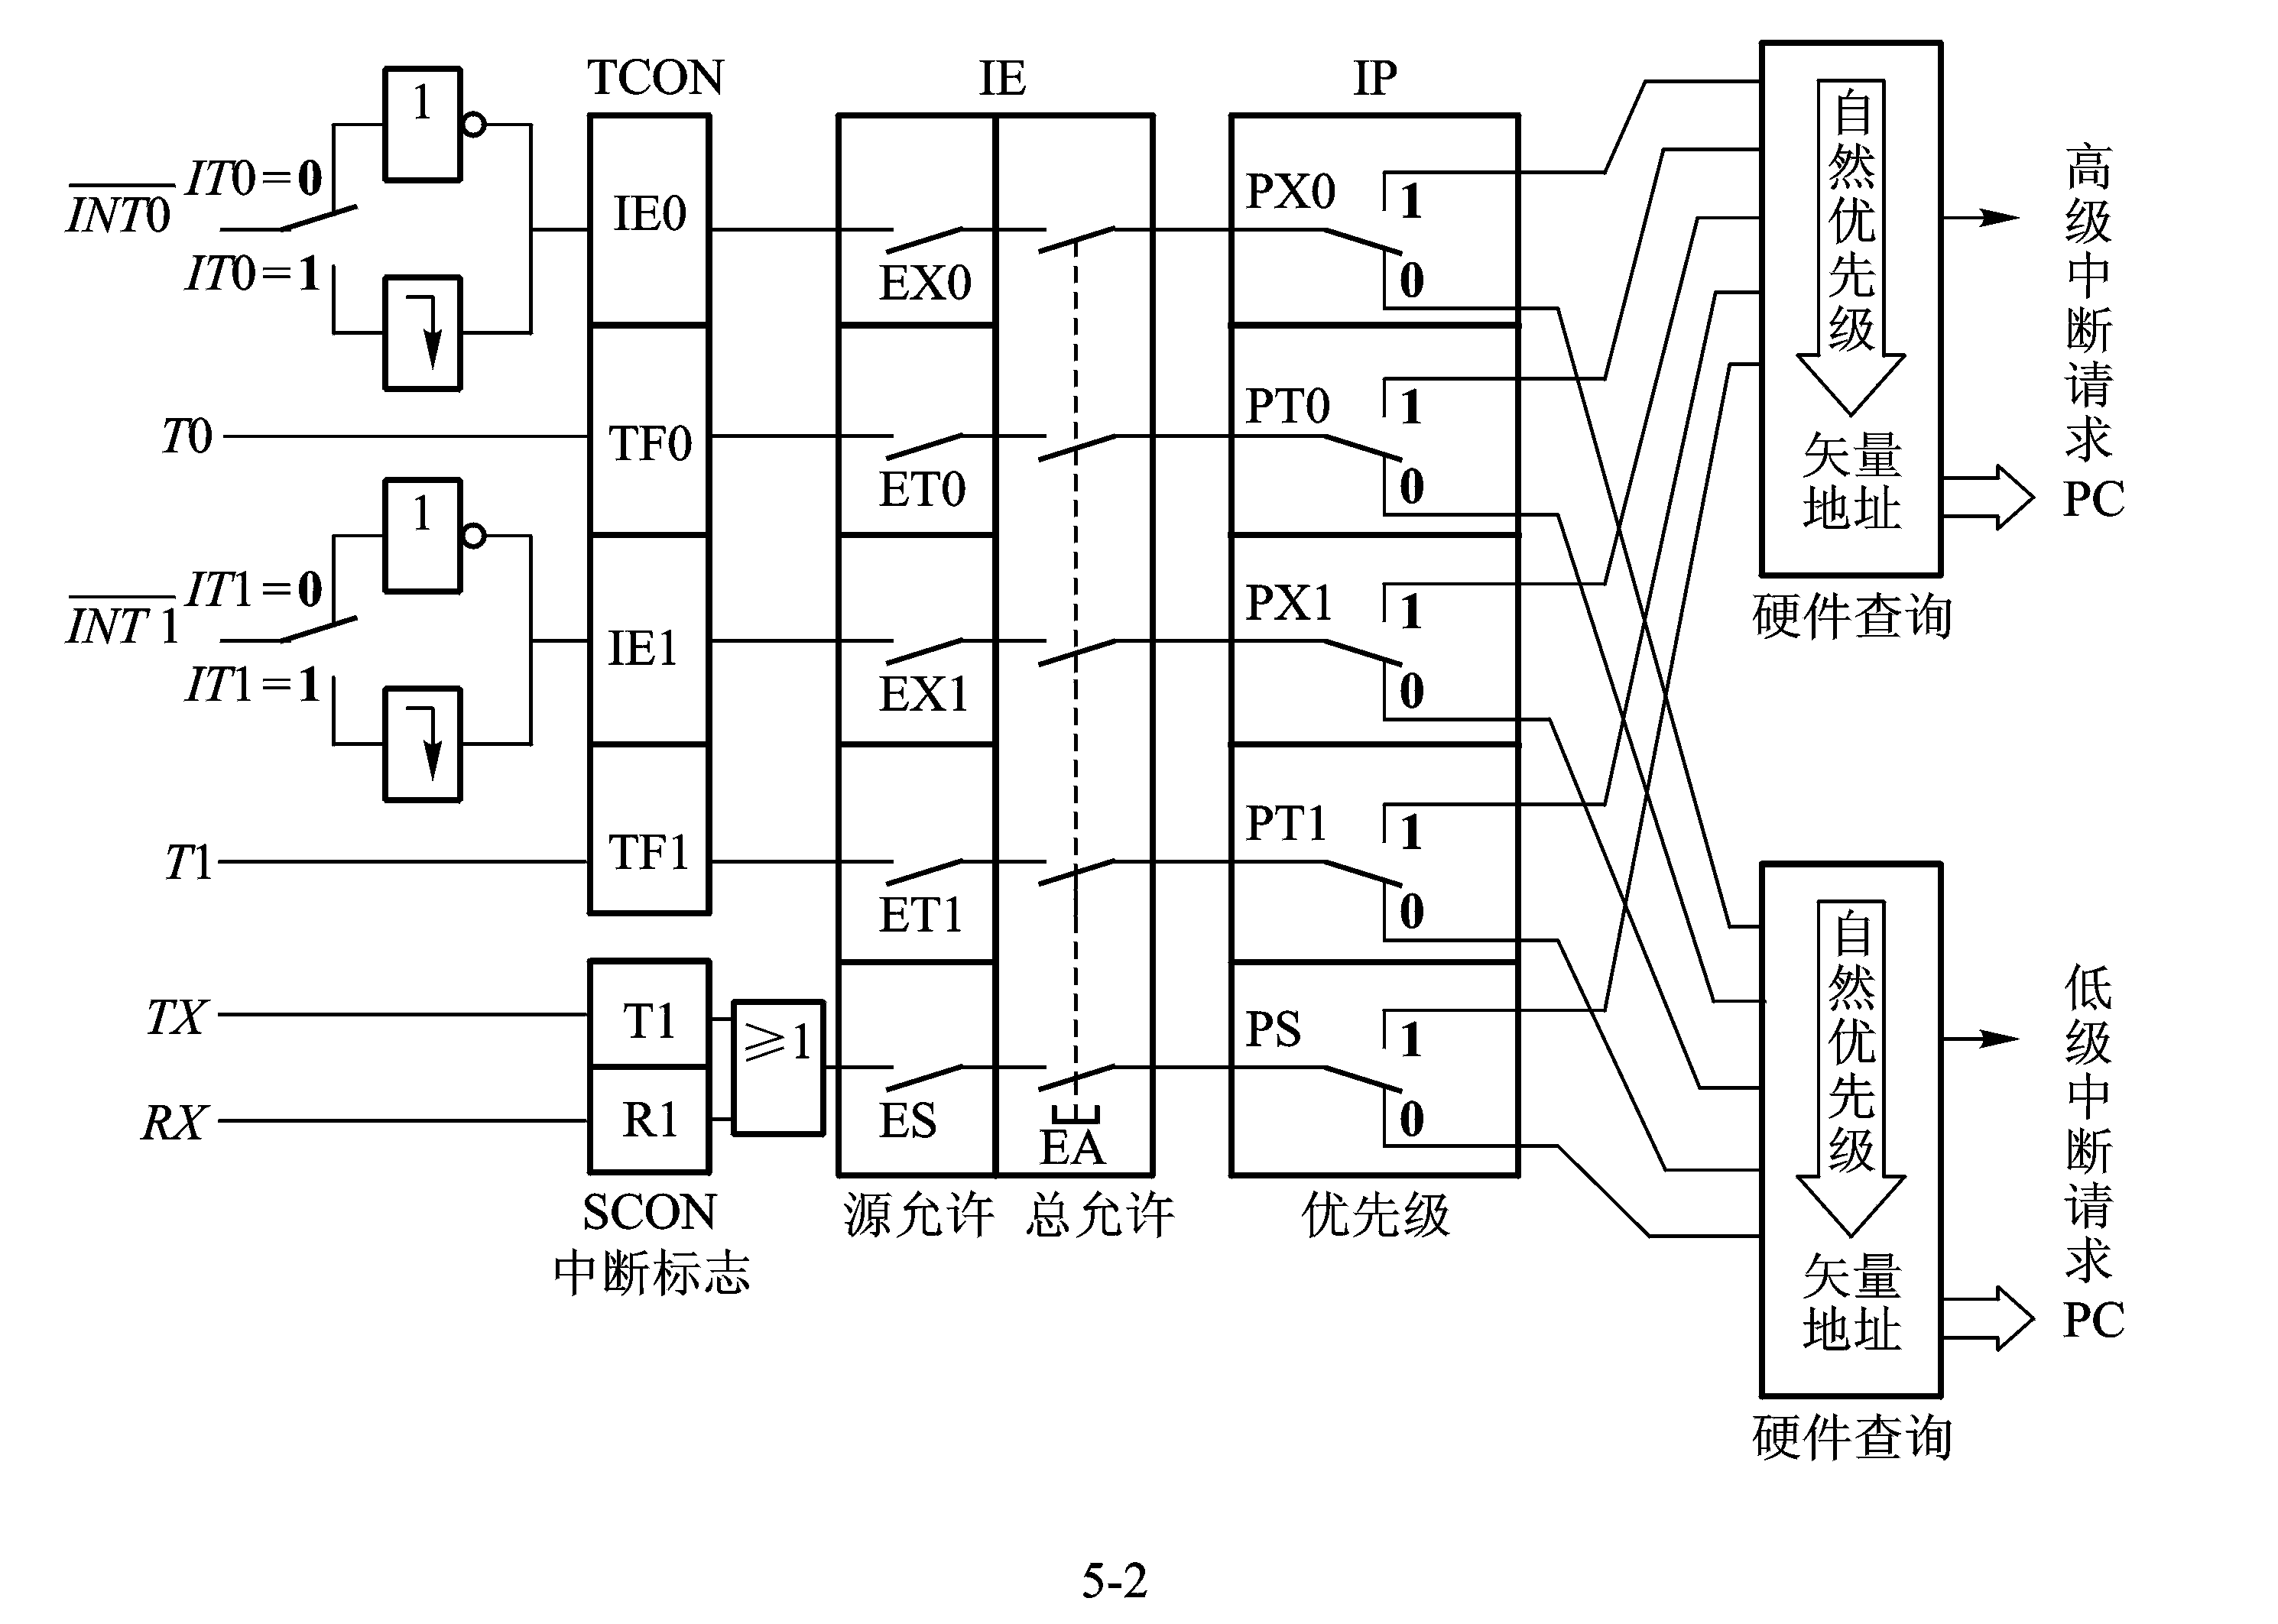 TCON
IE
IP
1
IT0=0
INT0
IT0=1
IE0
EX0
PX0
1
0
T0
TF0
ET0
PT0
1
0
1
IT1=0
INT 1
IT1=1
IE1
EX1
PX1
1
0
T1
TF1
ET1
PT1
1
0
TX
T1
RX
R1
≥1
ES
EA
PS
1
0
SCON
中断标志
源允许
总允许
优先级
自然优先级
矢量
地址
硬件查询
高级中断请求
PC
自然优先级
矢量
地址
硬件查询
低级中断请求
PC
5-2